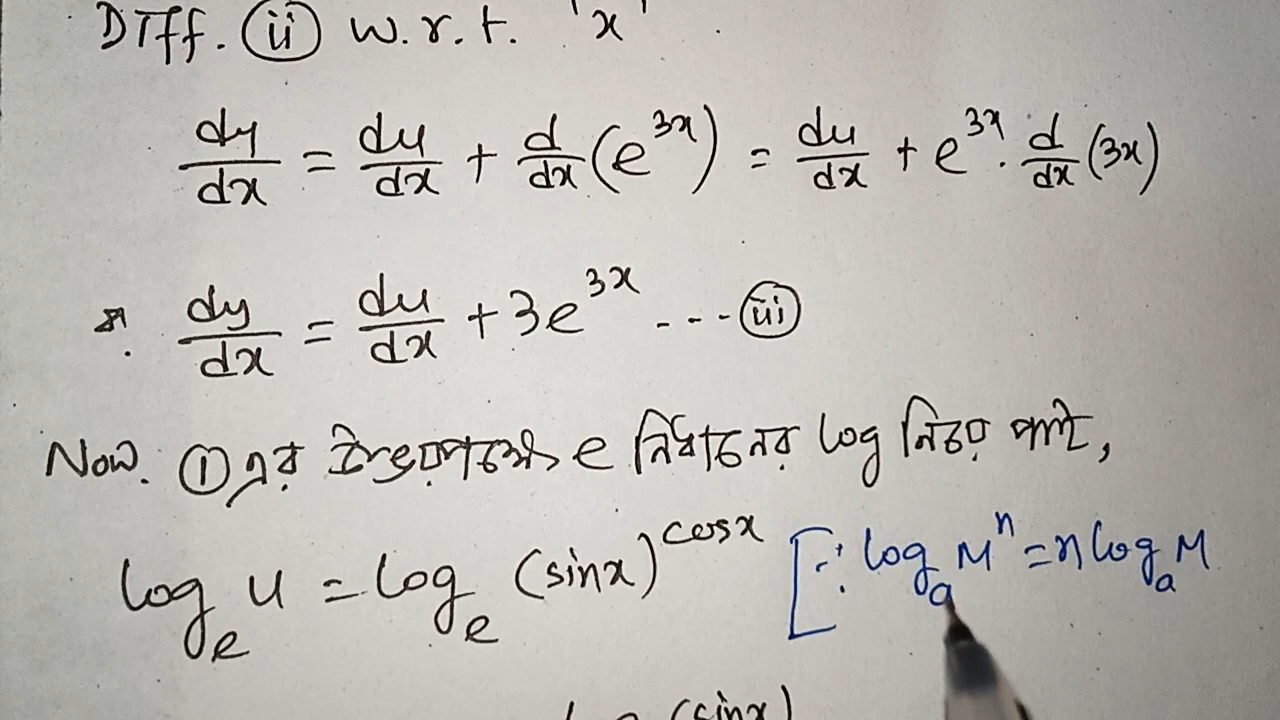 Diff. (ii) w.r.t. 'x'.
dy/dx = du/dx + d/dx (e^3x) = du/dx + e^3x · d/dx (3x)
বা. dy/dx = du/dx + 3e^3x ---(iii)
Now. (i) এর উভয়পক্ষে e নিধানের log নিয়ে পাই,
log_e u = log_e (sinx)^cosx [∵ log_a M^n = n log_a M
(sinx)